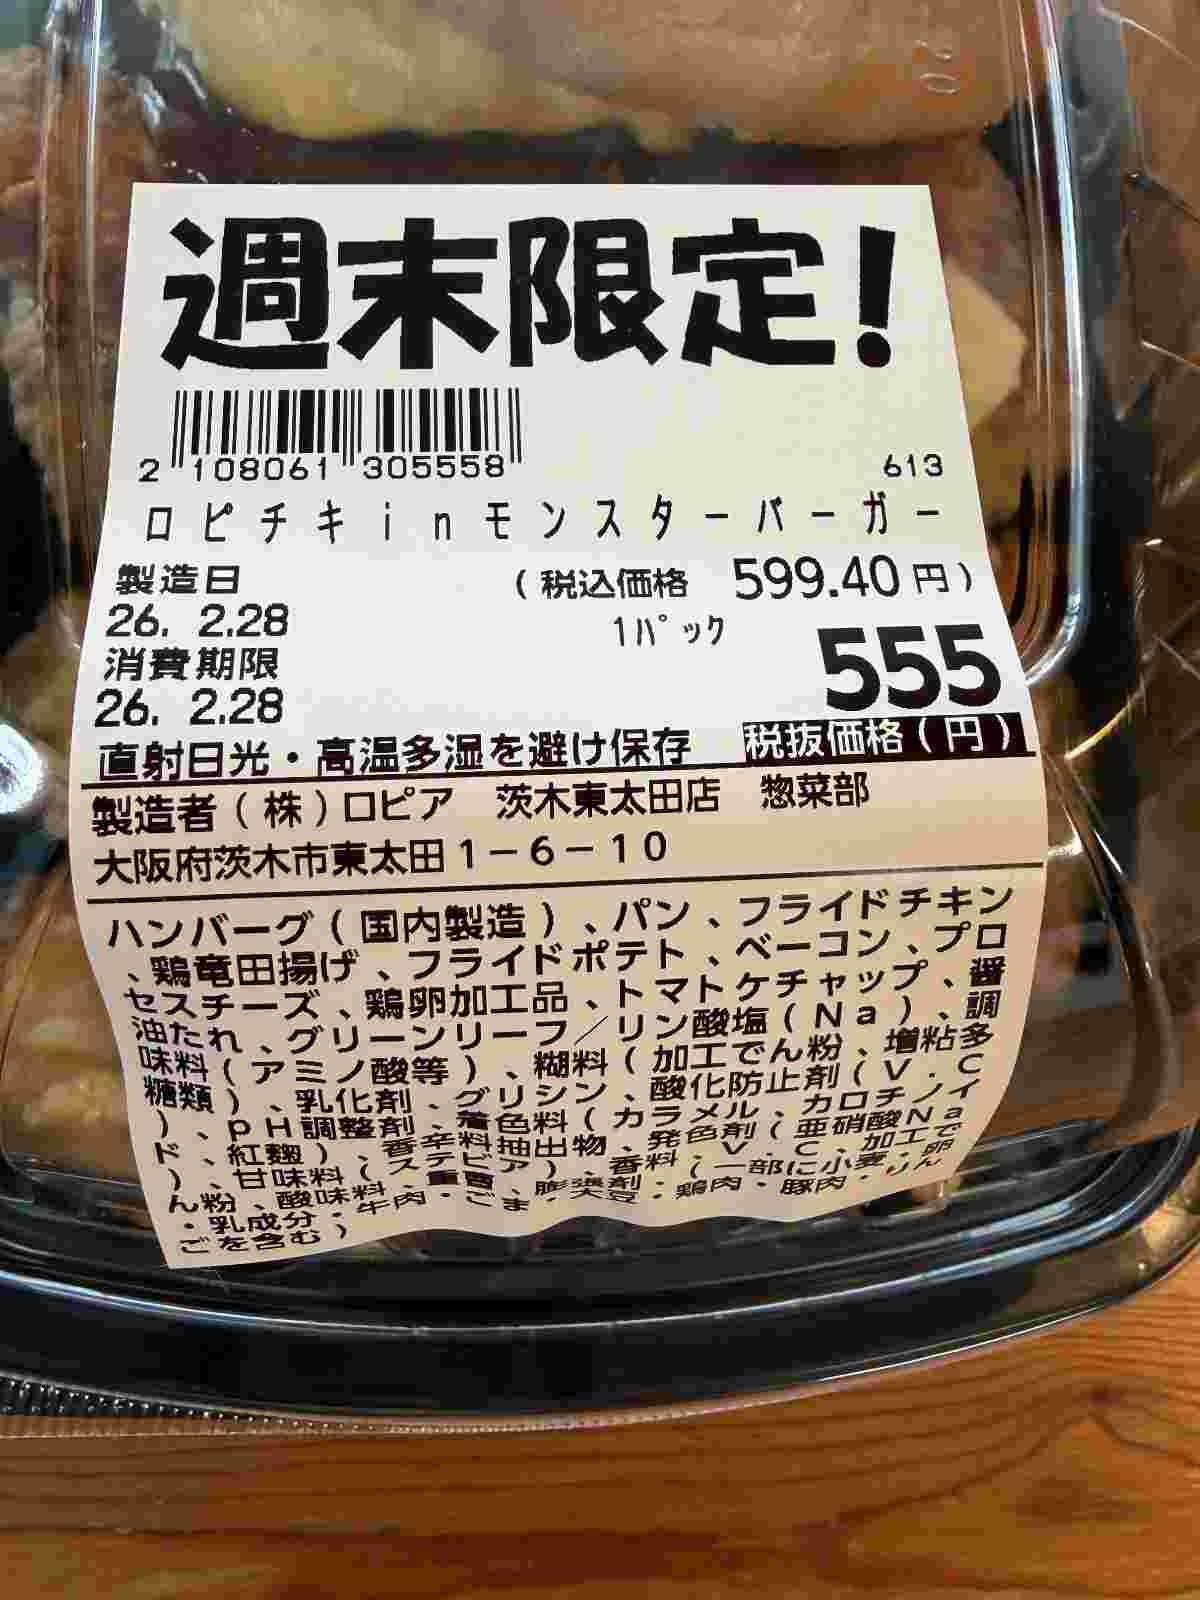 週末限定!
2 108061 305558
613
ロピチキinモンスターバーガー
製造日
(税込価格 599.40円)
26. 2.28
1パック
555
消費期限
26. 2.28
税抜価格(円)
直射日光・高温多湿を避け保存
製造者(株)ロピア 茨木東太田店 惣菜部
大阪府茨木市東太田1-6-10
ハンバーグ(国内製造)、パン、フライドチキン
、鶏竜田揚げ、フライドポテト、ベーコン、プロ
セスチーズ、鶏卵加工品、トマトケチャップ、醤
油たれ、グリーンリーフ/リン酸塩(Na)、調
味料(アミノ酸等)、糊料(加工でん粉、増粘多
糖類)、乳化剤、グリシン、酸化防止剤(V.C
)、pH調整剤、着色料(カラメル、カロチノイ
ド、紅麹)、香辛料抽出物、発色剤(亜硝酸Na
)、甘味料(ステビア)、香料、V.C、加工で
ん粉、酸味料、重曹、膨張剤、(一部に小麦・卵
・乳成分・牛肉・ごま・大豆・鶏肉・豚肉・りん
ごを含む)